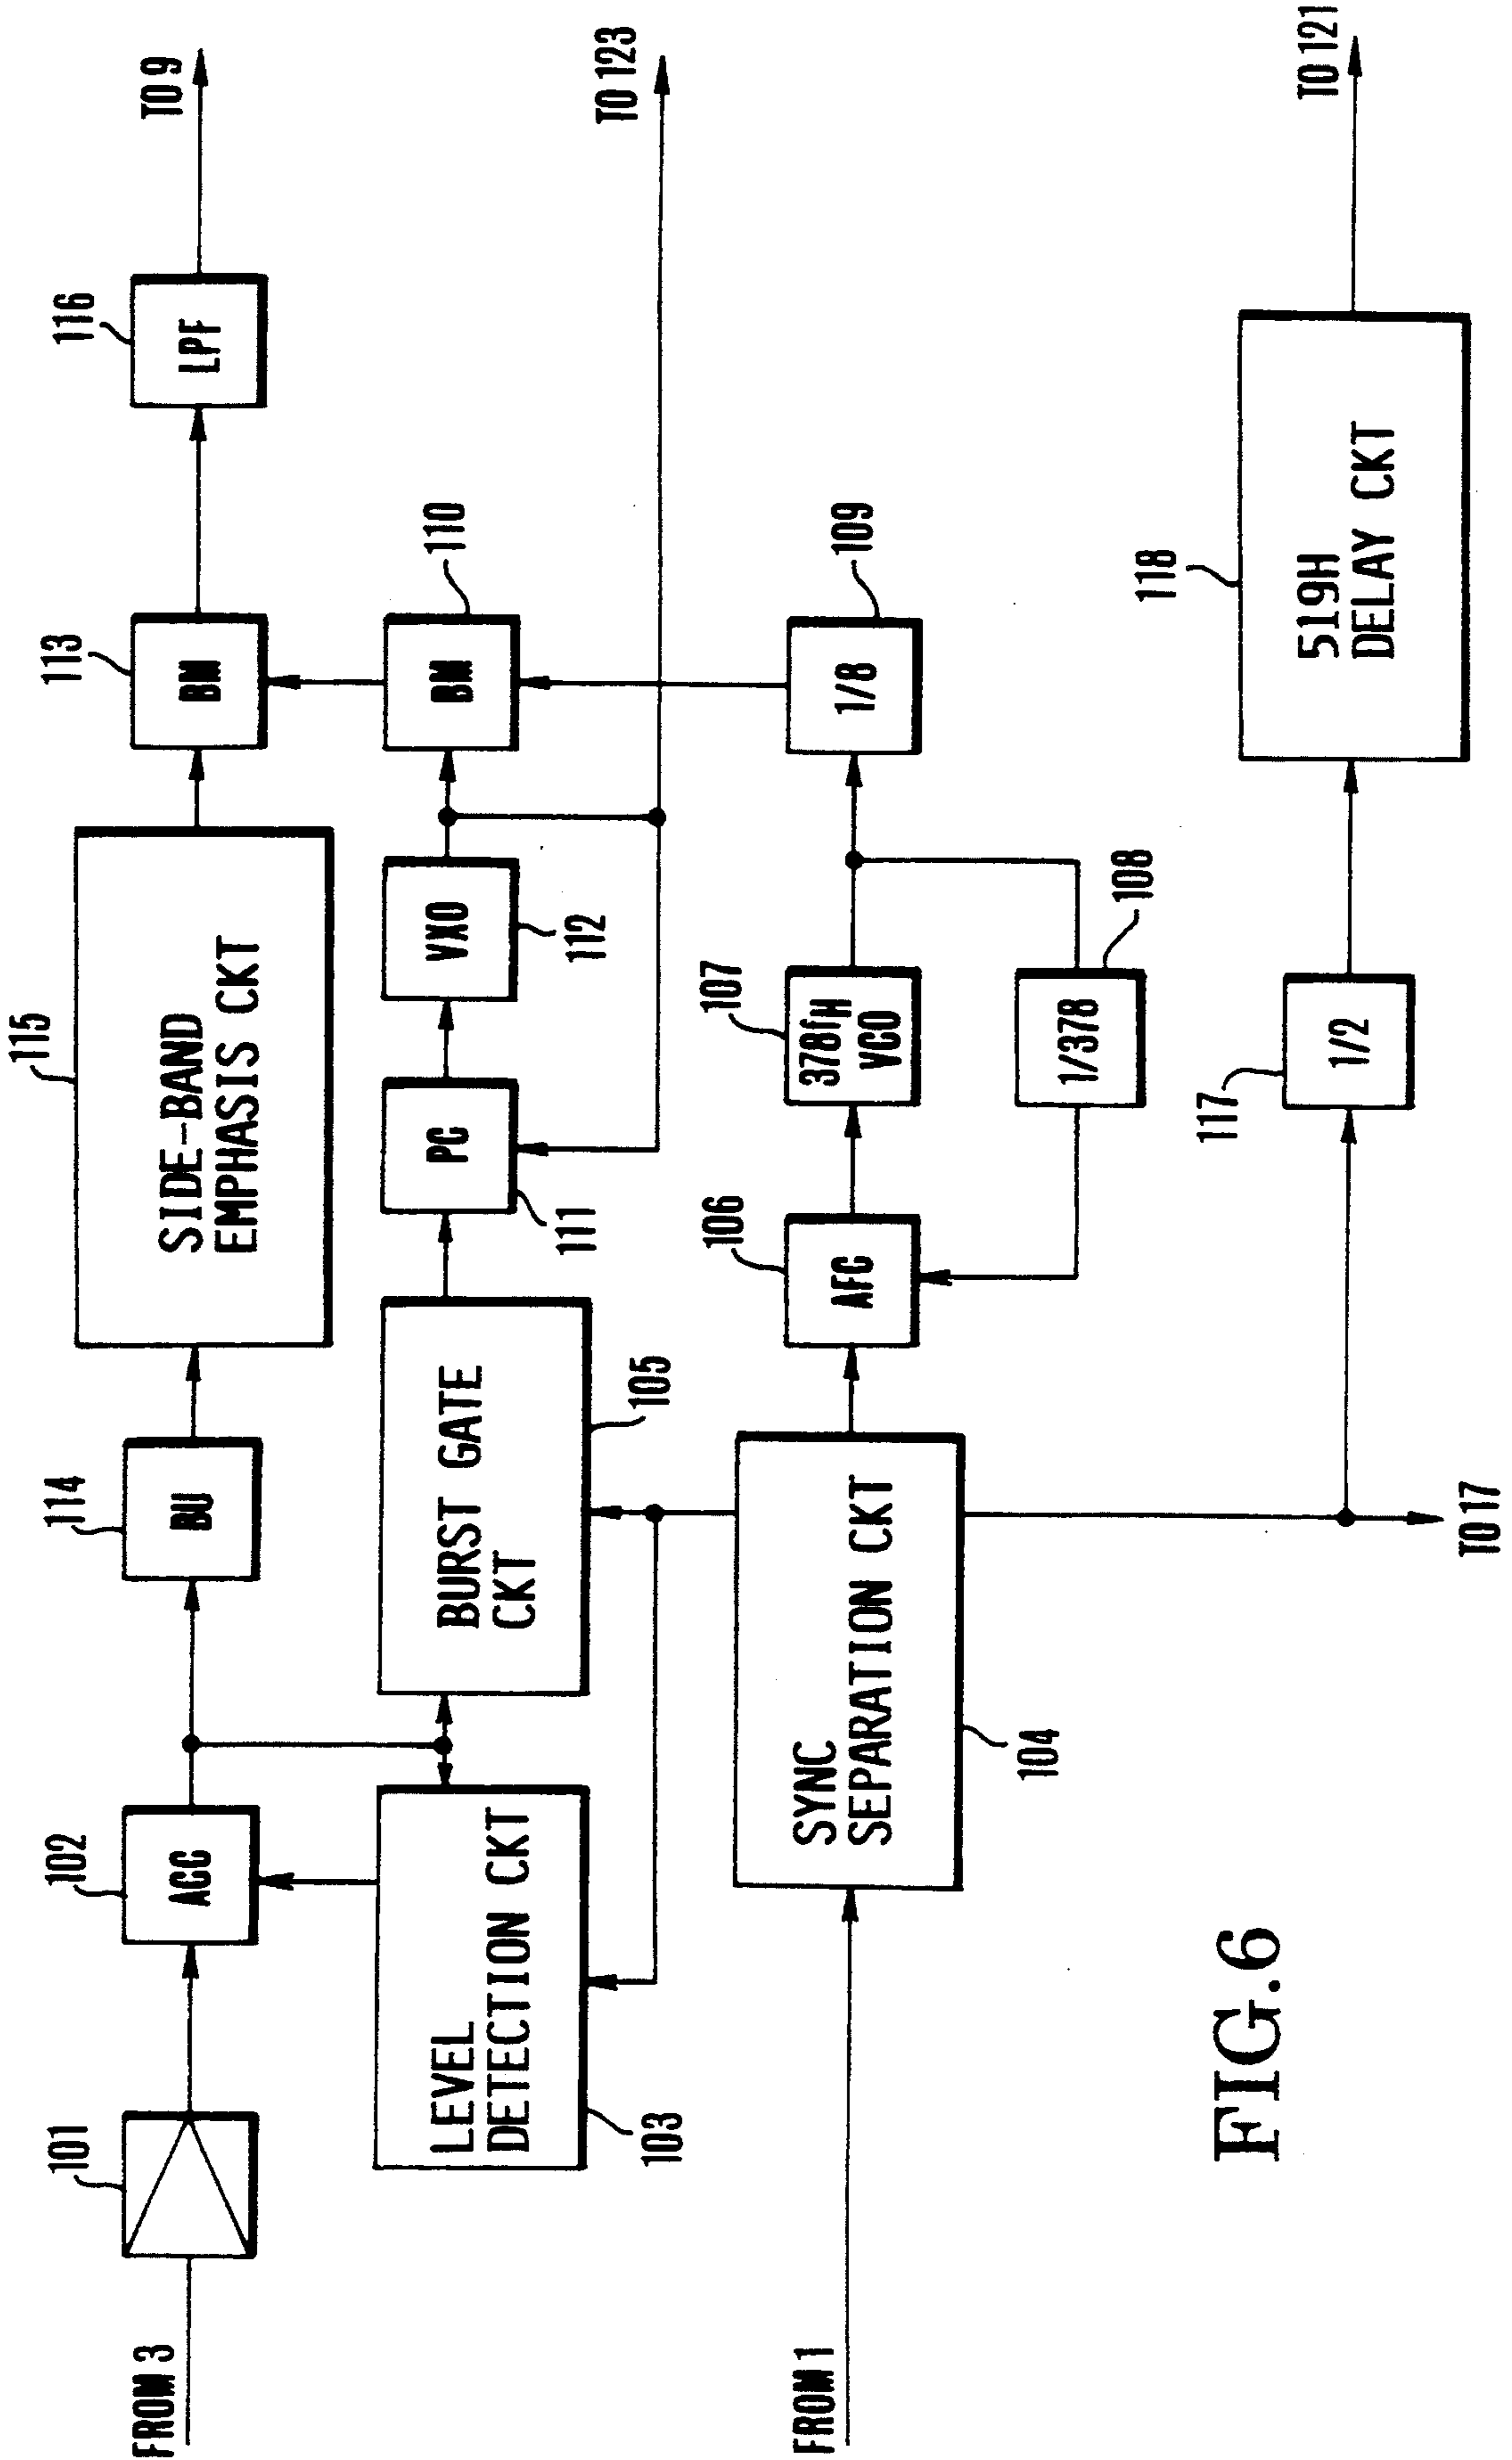 FROM 3
101
102
ACC
114
BU
115
SIDE-BAND
EMPHASIS CKT
113
BM
116
LPF
TO 9
LEVEL
DETECTION CKT
103
BURST GATE
CKT
105
PC
111
VXO
112
BM
110
TO 123
FROM 1
SYNC
SEPARATION CKT
104
106
AFC
107
378fH
VCO
1/378
108
1/8
109
TO 17
117
1/2
118
519H
DELAY CKT
TO 121
FIG.6